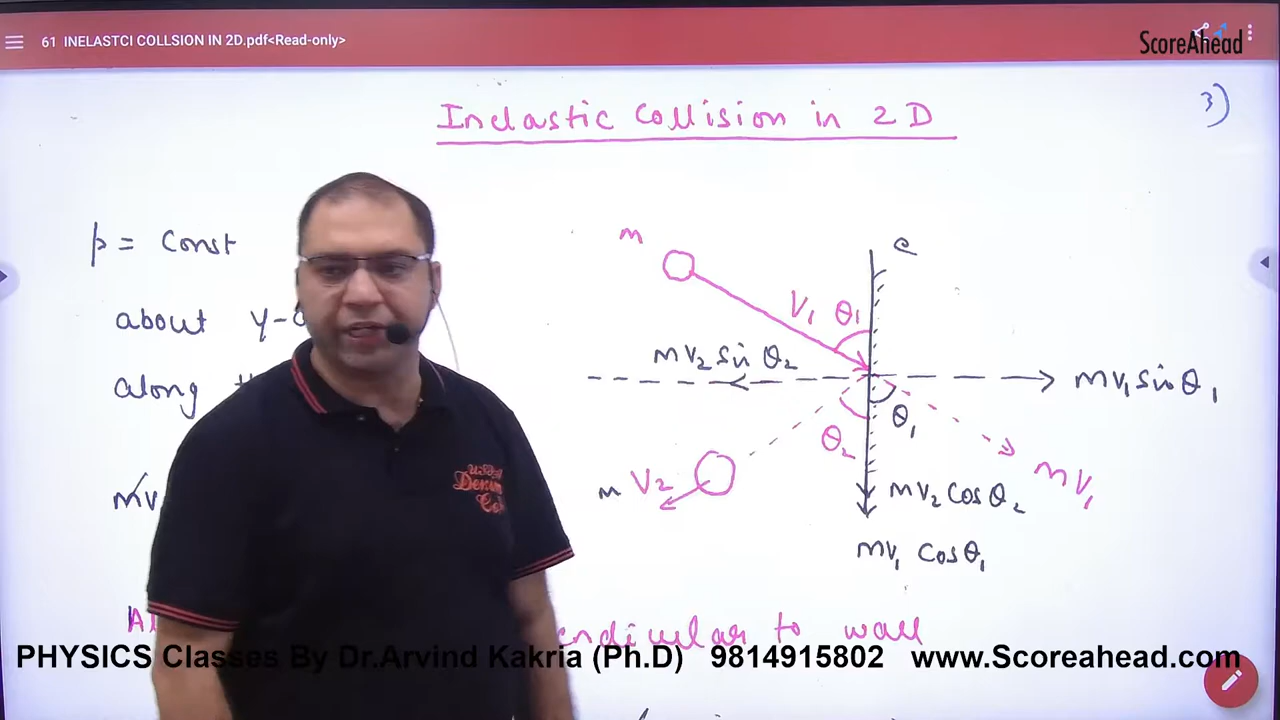 61 INELASTCI COLLSION IN 2D.pdf<Read-only>
ScoreAhead
Inelastic Collision in 2D
3)
p = Const
about y-
along
mv
m
e
V₁ θ₁
mv₂ sin θ₂
mv₁ sin θ₁
θ₁
θ₂
m V₂
mv₁
mv₂ cos θ₂
mv₁ cos θ₁
endicular to wall
PHYSICS Classes By Dr.Arvind Kakria (Ph.D) 9814915802 www.Scoreahead.com